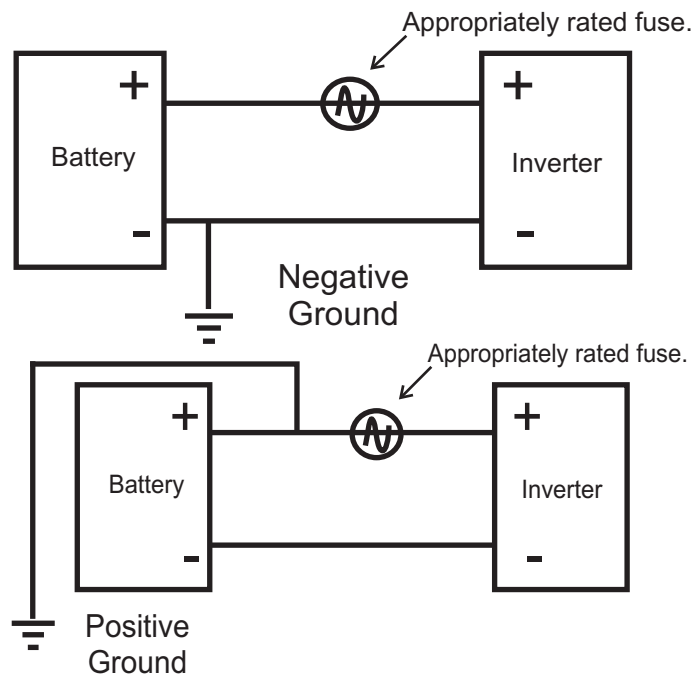 Appropriately rated fuse.
+
+
Battery
Inverter
-
-
Negative
Ground
Appropriately rated fuse.
+
+
Battery
Inverter
-
-
Positive
Ground